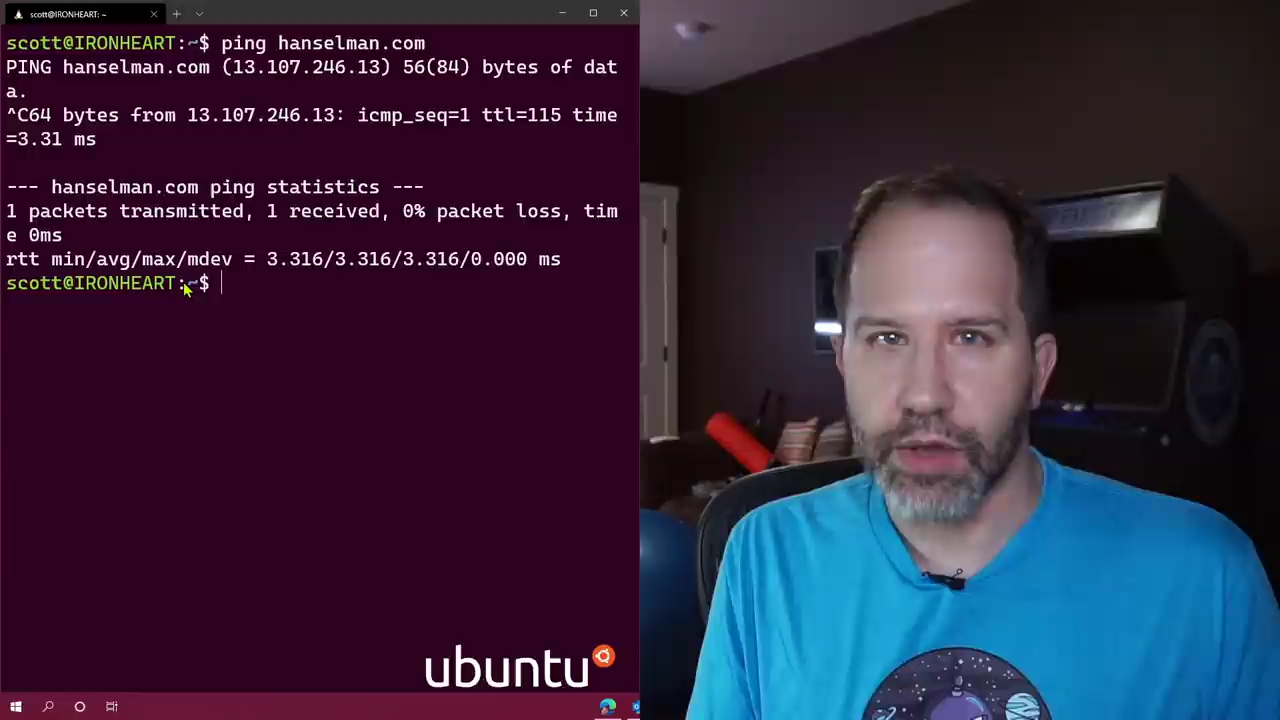 scott@IRONHEART: ~
scott@IRONHEART:~$ ping hanselman.com
PING hanselman.com (13.107.246.13) 56(84) bytes of dat
a.
^C64 bytes from 13.107.246.13: icmp_seq=1 ttl=115 time
=3.31 ms
--- hanselman.com ping statistics ---
1 packets transmitted, 1 received, 0% packet loss, tim
e 0ms
rtt min/avg/max/mdev = 3.316/3.316/3.316/0.000 ms
scott@IRONHEART:~$
ubuntu